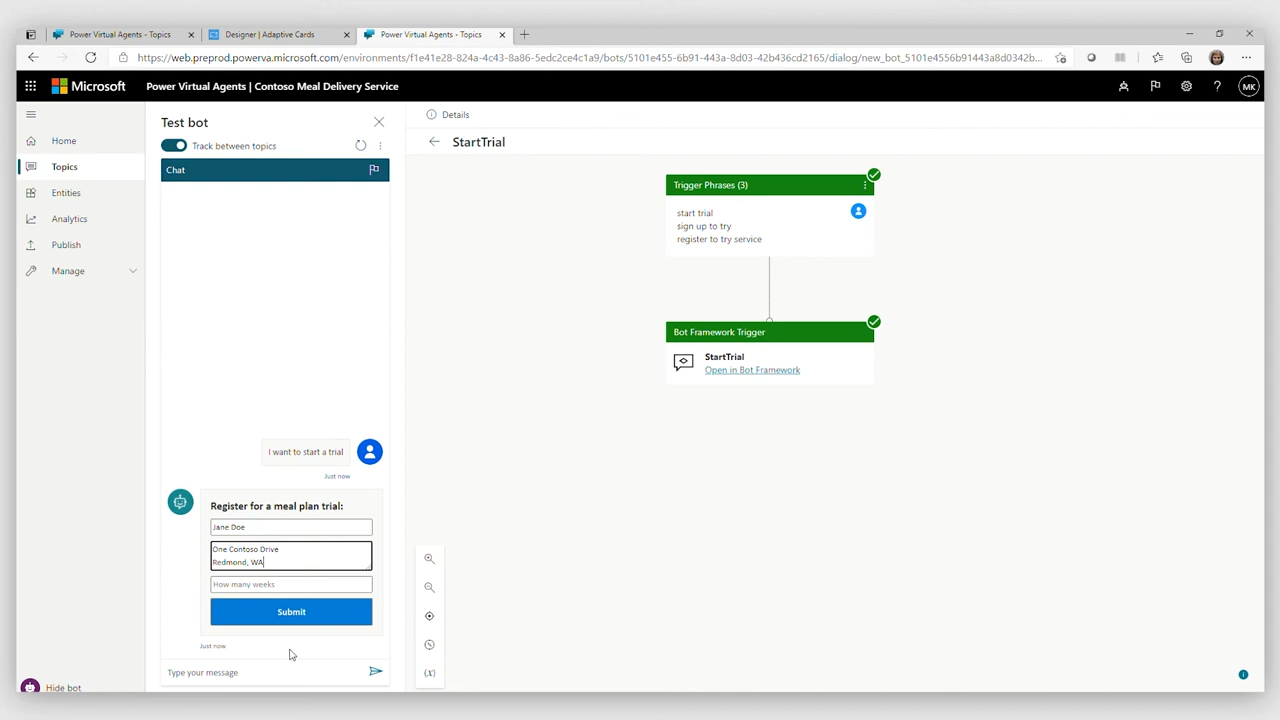 Power Virtual Agents - Topics
Designer | Adaptive Cards
Power Virtual Agents - Topics
https://web.preprod.powerva.microsoft.com/environments/f1e41e28-824a-4c43-a a86-5edc2ce4c1a9/bots/5101e455-6b91-443a-8d03-42b436cd2165/dialog/new_bot_5101e4556b91443a8d0342b...
Microsoft
Power Virtual Agents | Contoso Meal Delivery Service
MK
Home
Topics
Entities
Analytics
Publish
Manage
Hide bot
Test bot
Track between topics
Chat
I want to start a trial
Just now
Register for a meal plan trial:
Jane Doe
One Contoso Drive
Redmond, WA
How many weeks
Submit
Just now
Type your message
Details
StartTrial
Trigger Phrases (3)
start trial
sign up to try
register to try service
Bot Framework Trigger
StartTrial
Open in Bot Framework
(x)